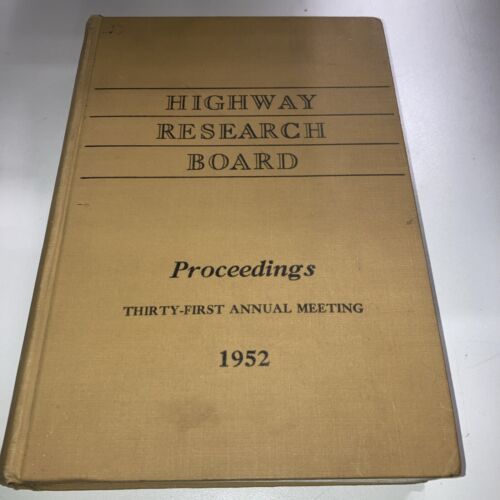 HIGHWAY
RESEARCH
BOARD
Proceedings
THIRTY-FIRST ANNUAL MEETING
1952